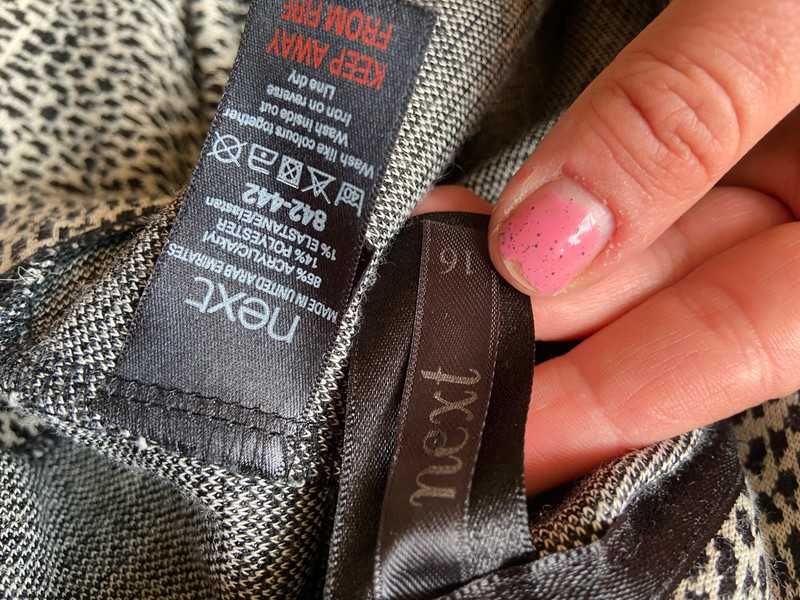 next
MADE IN UNITED ARAB EMIRATES
85% ACRYLIC/Akryl
14% POLYESTER
1% ELASTANE/Elastan
842-442
Wash like colours together
Wash inside out
Iron on reverse
Line dry
KEEP AWAY
FROM FIRE
next
16